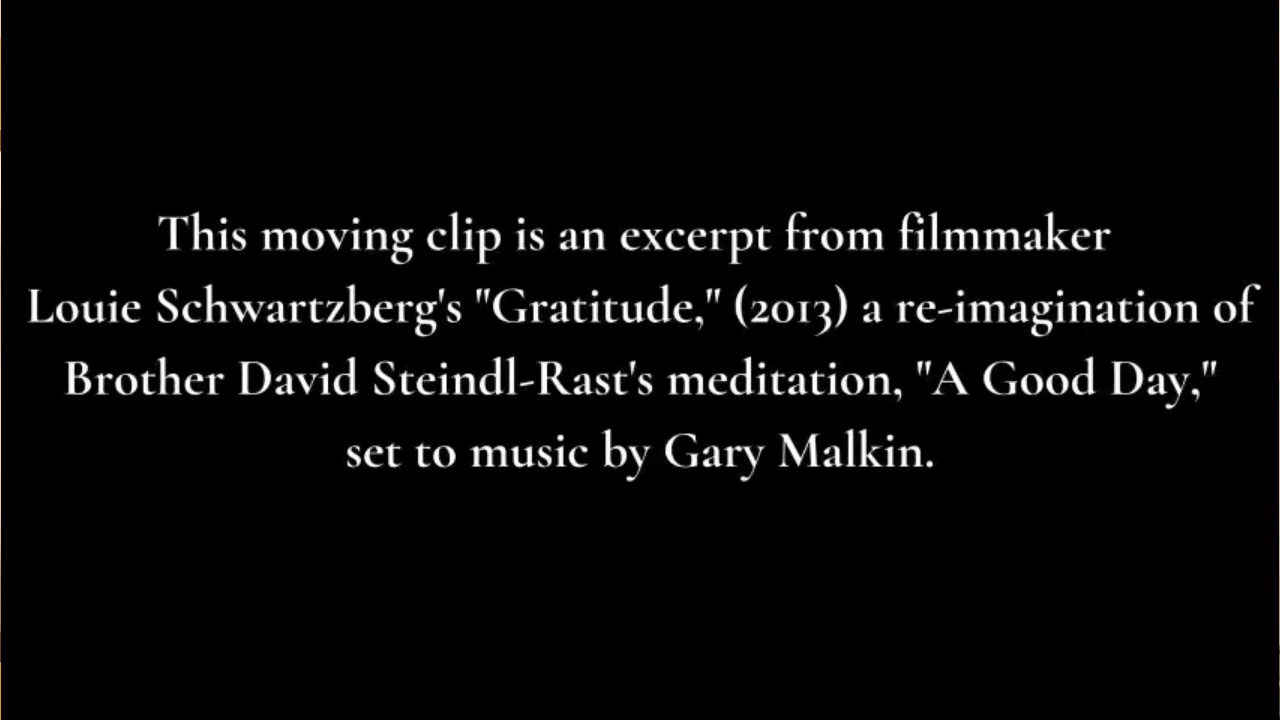 This moving clip is an excerpt from filmmaker
Louie Schwartzberg's "Gratitude," (2013) a re-imagination of
Brother David Steindl-Rast's meditation, "A Good Day,"
set to music by Gary Malkin.